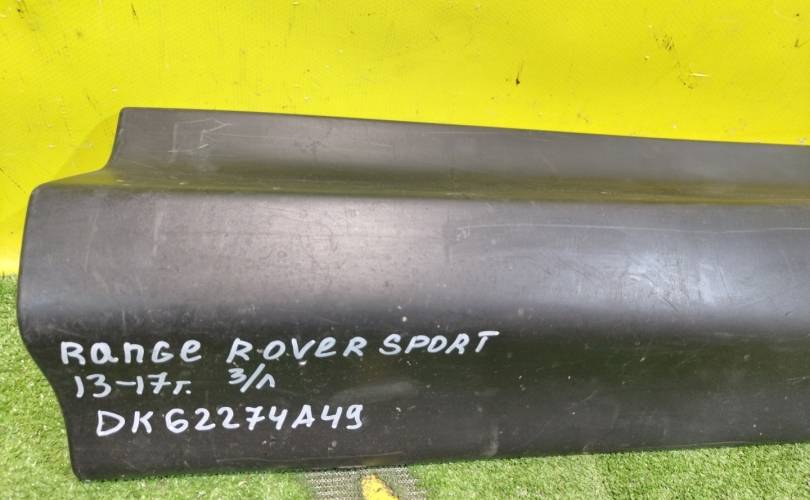 RanGe ROVER SPORT
13-17г. з/л
DK62274A49